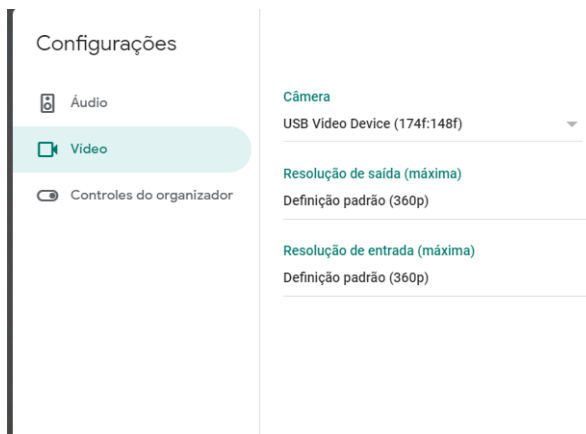 Configurações
Áudio
Vídeo
Controles do organizador
Câmera
USB Video Device (174f:148f)
Resolução de saída (máxima)
Definição padrão (360p)
Resolução de entrada (máxima)
Definição padrão (360p)